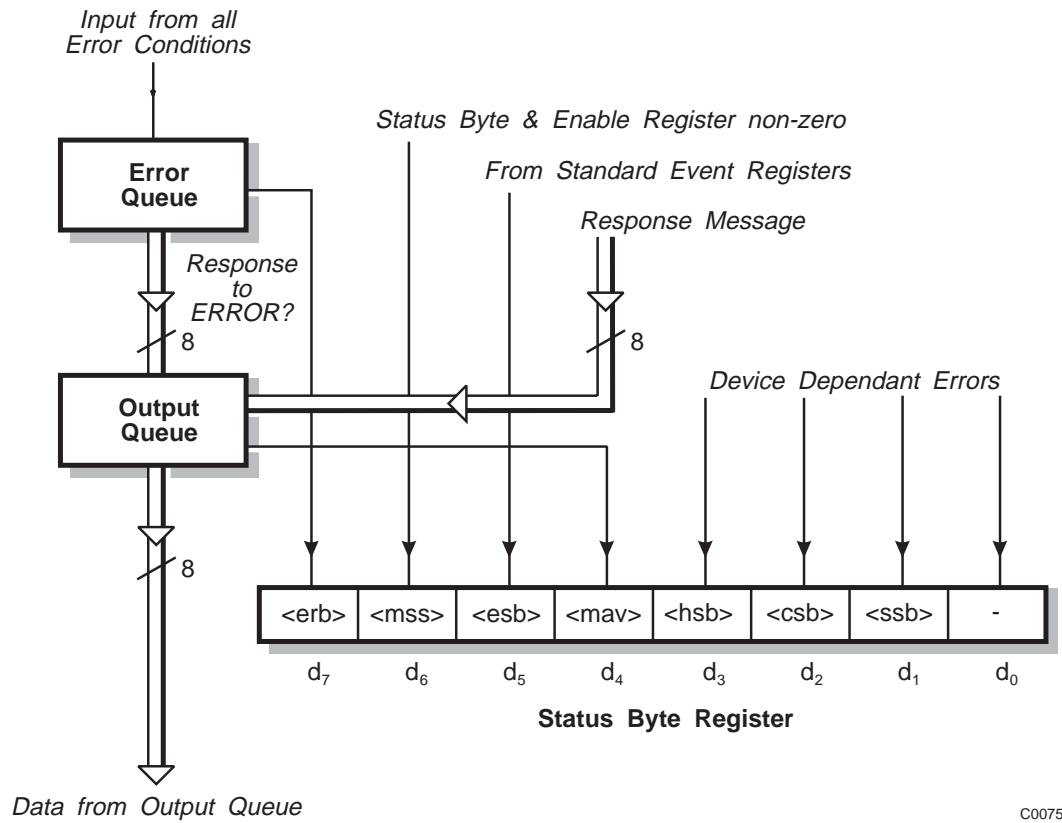 Input from all
Error Conditions
Status Byte & Enable Register non-zero
Error
Queue
From Standard Event Registers
Response Message
Response
to
ERROR?
8
8
Device Dependant Errors
Output
Queue
8
<erb> <mss> <esb> <mav> <hsb> <csb> <ssb> -
d₇ d₆ d₅ d₄ d₃ d₂ d₁ d₀
Status Byte Register
Data from Output Queue
C0075